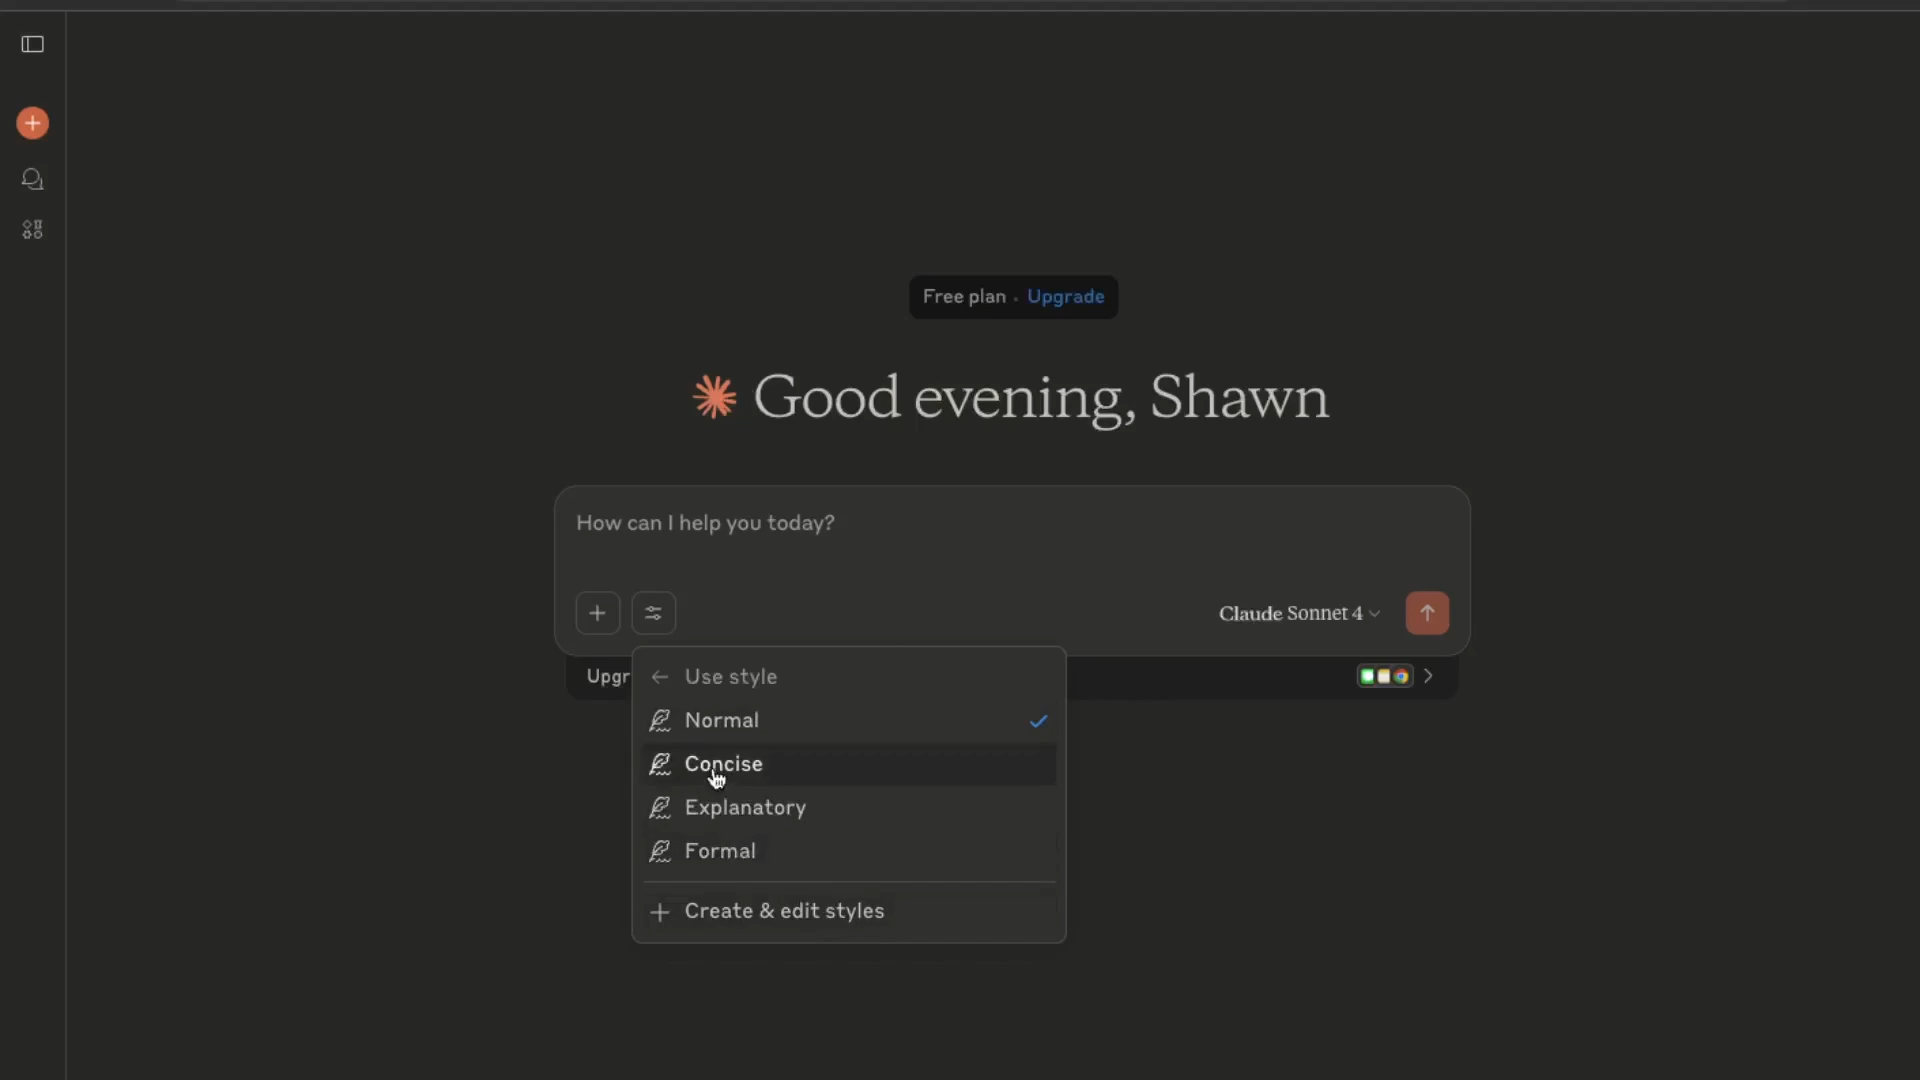 Free plan · Upgrade
Good evening, Shawn
How can I help you today?
Claude Sonnet 4
Upgr
Use style
Normal
Concise
Explanatory
Formal
Create & edit styles